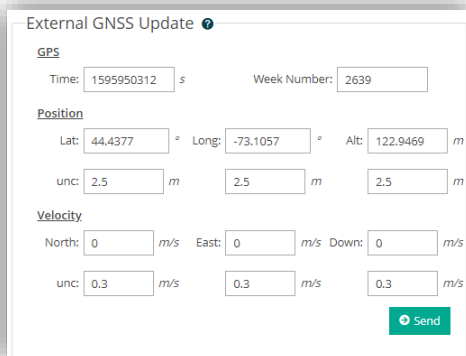 External GNSS Update ?
GPS
Time: 1595950312 s Week Number: 2639
Position
Lat: 44.4377 ° Long: -73.1057 ° Alt: 122.9469 m
unc: 2.5 m 2.5 m 2.5 m
Velocity
North: 0 m/s East: 0 m/s Down: 0 m/s
unc: 0.3 m/s 0.3 m/s 0.3 m/s
Send